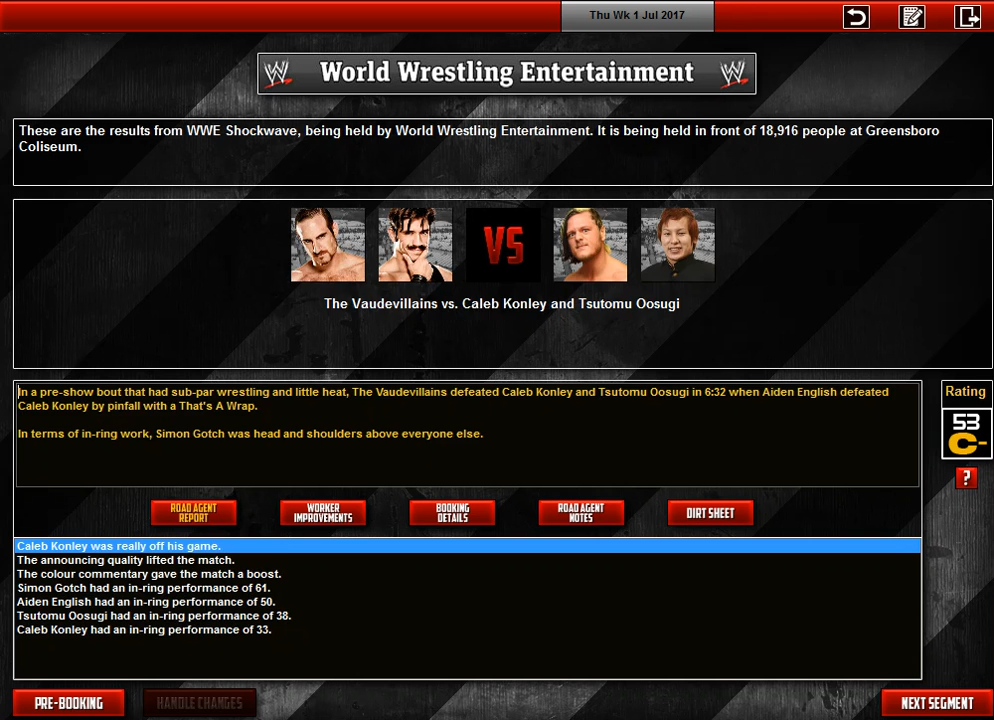 Thu Wk 1 Jul 2017
World Wrestling Entertainment
These are the results from WWE Shockwave, being held by World Wrestling Entertainment. It is being held in front of 18,916 people at Greensboro
Coliseum.
VS
The Vaudevillains vs. Caleb Konley and Tsutomu Oosugi
In a pre-show bout that had sub-par wrestling and little heat, The Vaudevillains defeated Caleb Konley and Tsutomu Oosugi in 6:32 when Aiden English defeated
Caleb Konley by pinfall with a That's A Wrap.
In terms of in-ring work, Simon Gotch was head and shoulders above everyone else.
Rating
53
C-
?
ROAD AGENT
REPORT
WORKER
IMPROVEMENTS
BOOKING
DETAILS
ROAD AGENT
NOTES
DIRT SHEET
Caleb Konley was really off his game.
The announcing quality lifted the match.
The colour commentary gave the match a boost.
Simon Gotch had an in-ring performance of 61.
Aiden English had an in-ring performance of 50.
Tsutomu Oosugi had an in-ring performance of 38.
Caleb Konley had an in-ring performance of 33.
PRE-BOOKING
HANDLE CHANGES
NEXT SEGMENT